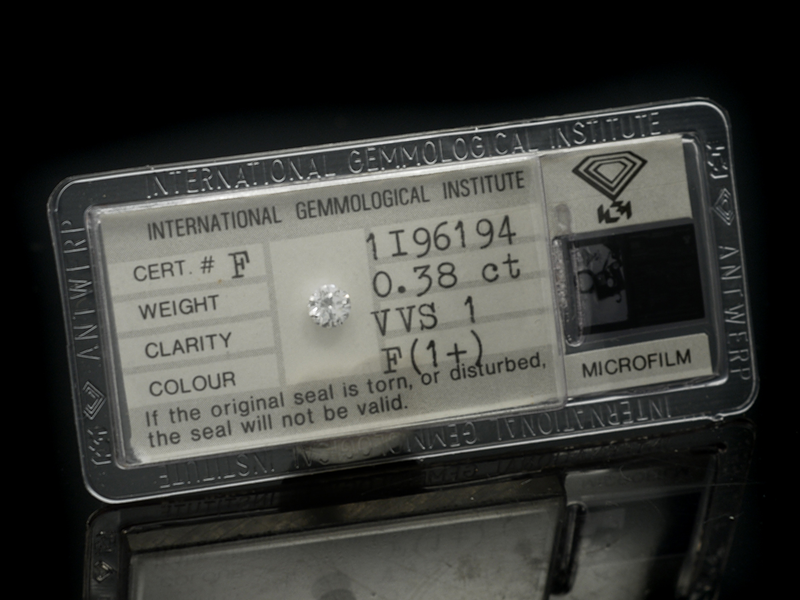 INTERNATIONAL GEMMOLOGICAL INSTITUTE
ANTWERP
INTERNATIONAL GEMMOLOGICAL INSTITUTE
CERT. # F 1I96194
WEIGHT 0.38 ct
CLARITY VVS 1
COLOUR F(1+)
If the original seal is torn, or disturbed,
the seal will not be valid.
IGI
MICROFILM
ANTWERP
INTERNATIONAL GEMMOLOGICAL INSTITUTE